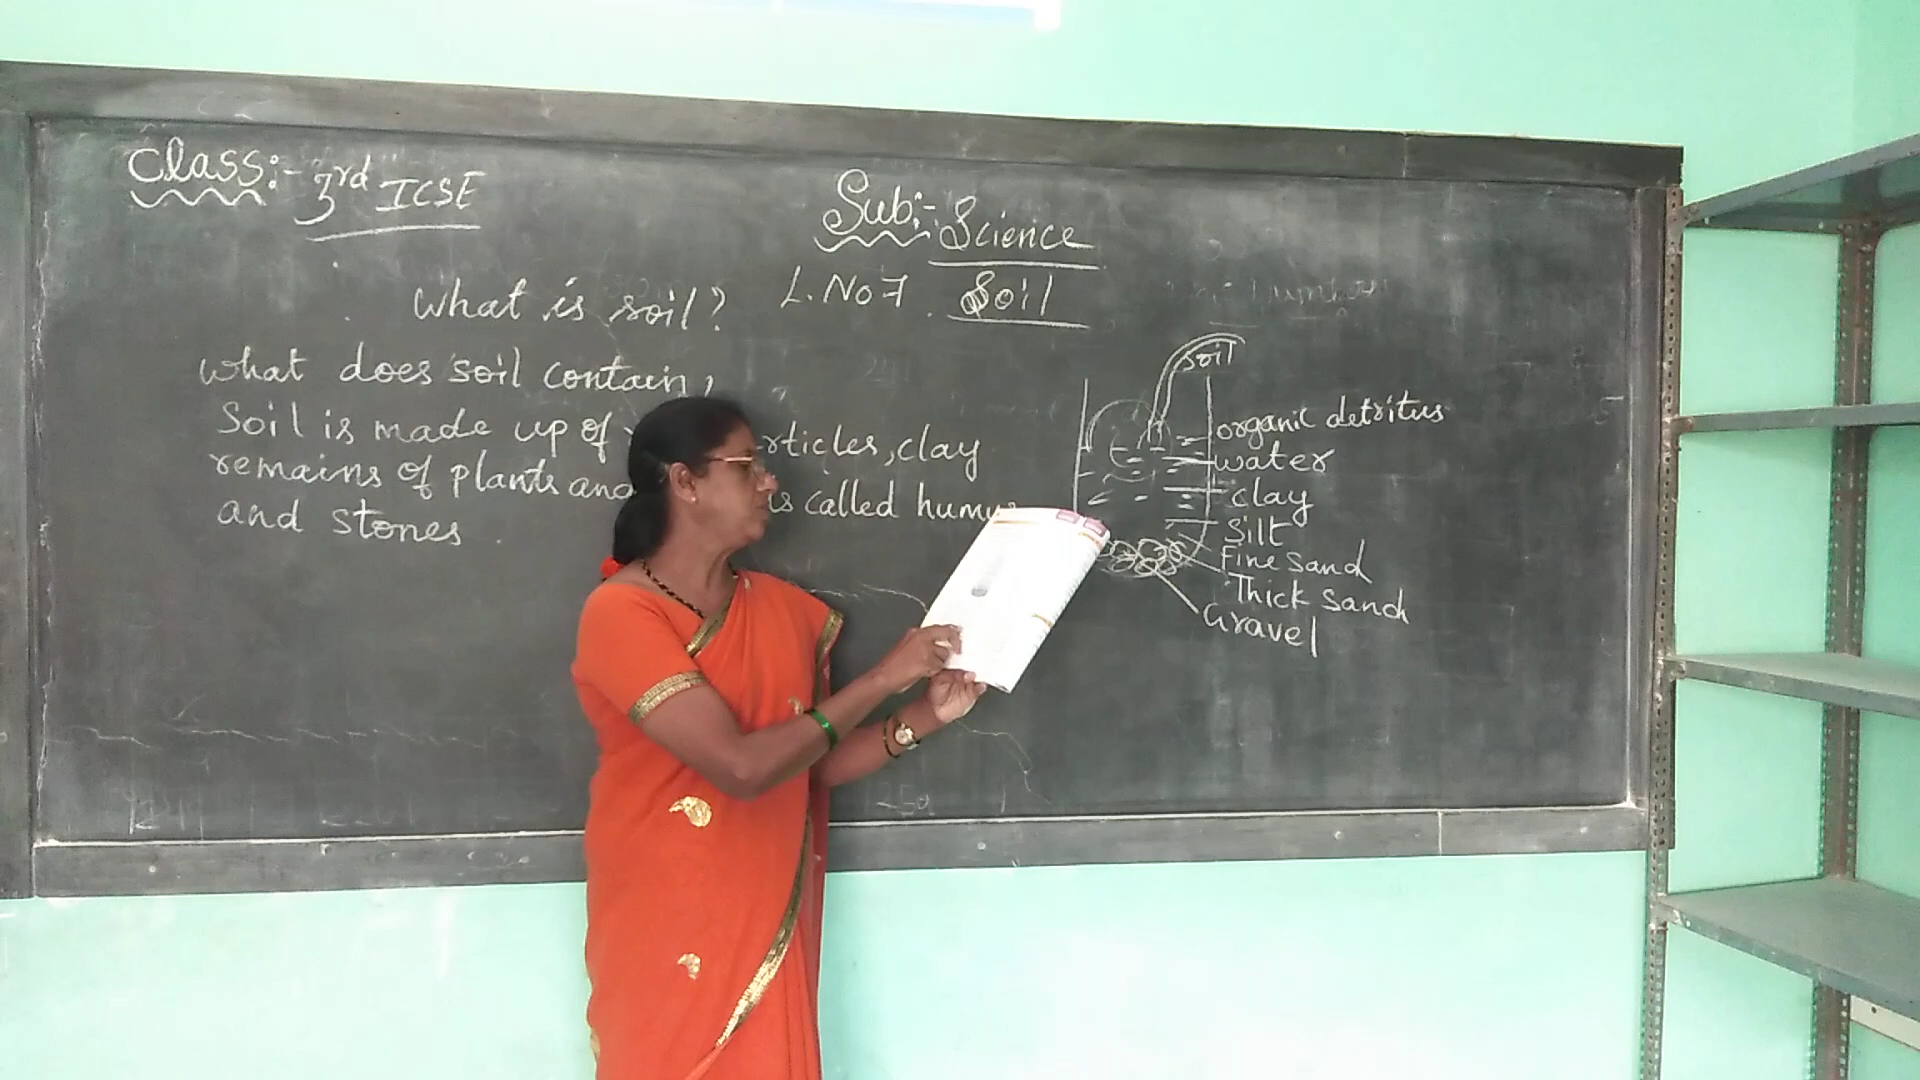 Class:- 3rd ICSE
Sub:- Science
L.No 7. Soil
What is soil?
What does soil contain?
Soil is made up of rticles, clay
remains of plants and is called humus
and stones.
soil
organic detritus
water
clay
Silt
Fine sand
Thick sand
Gravel